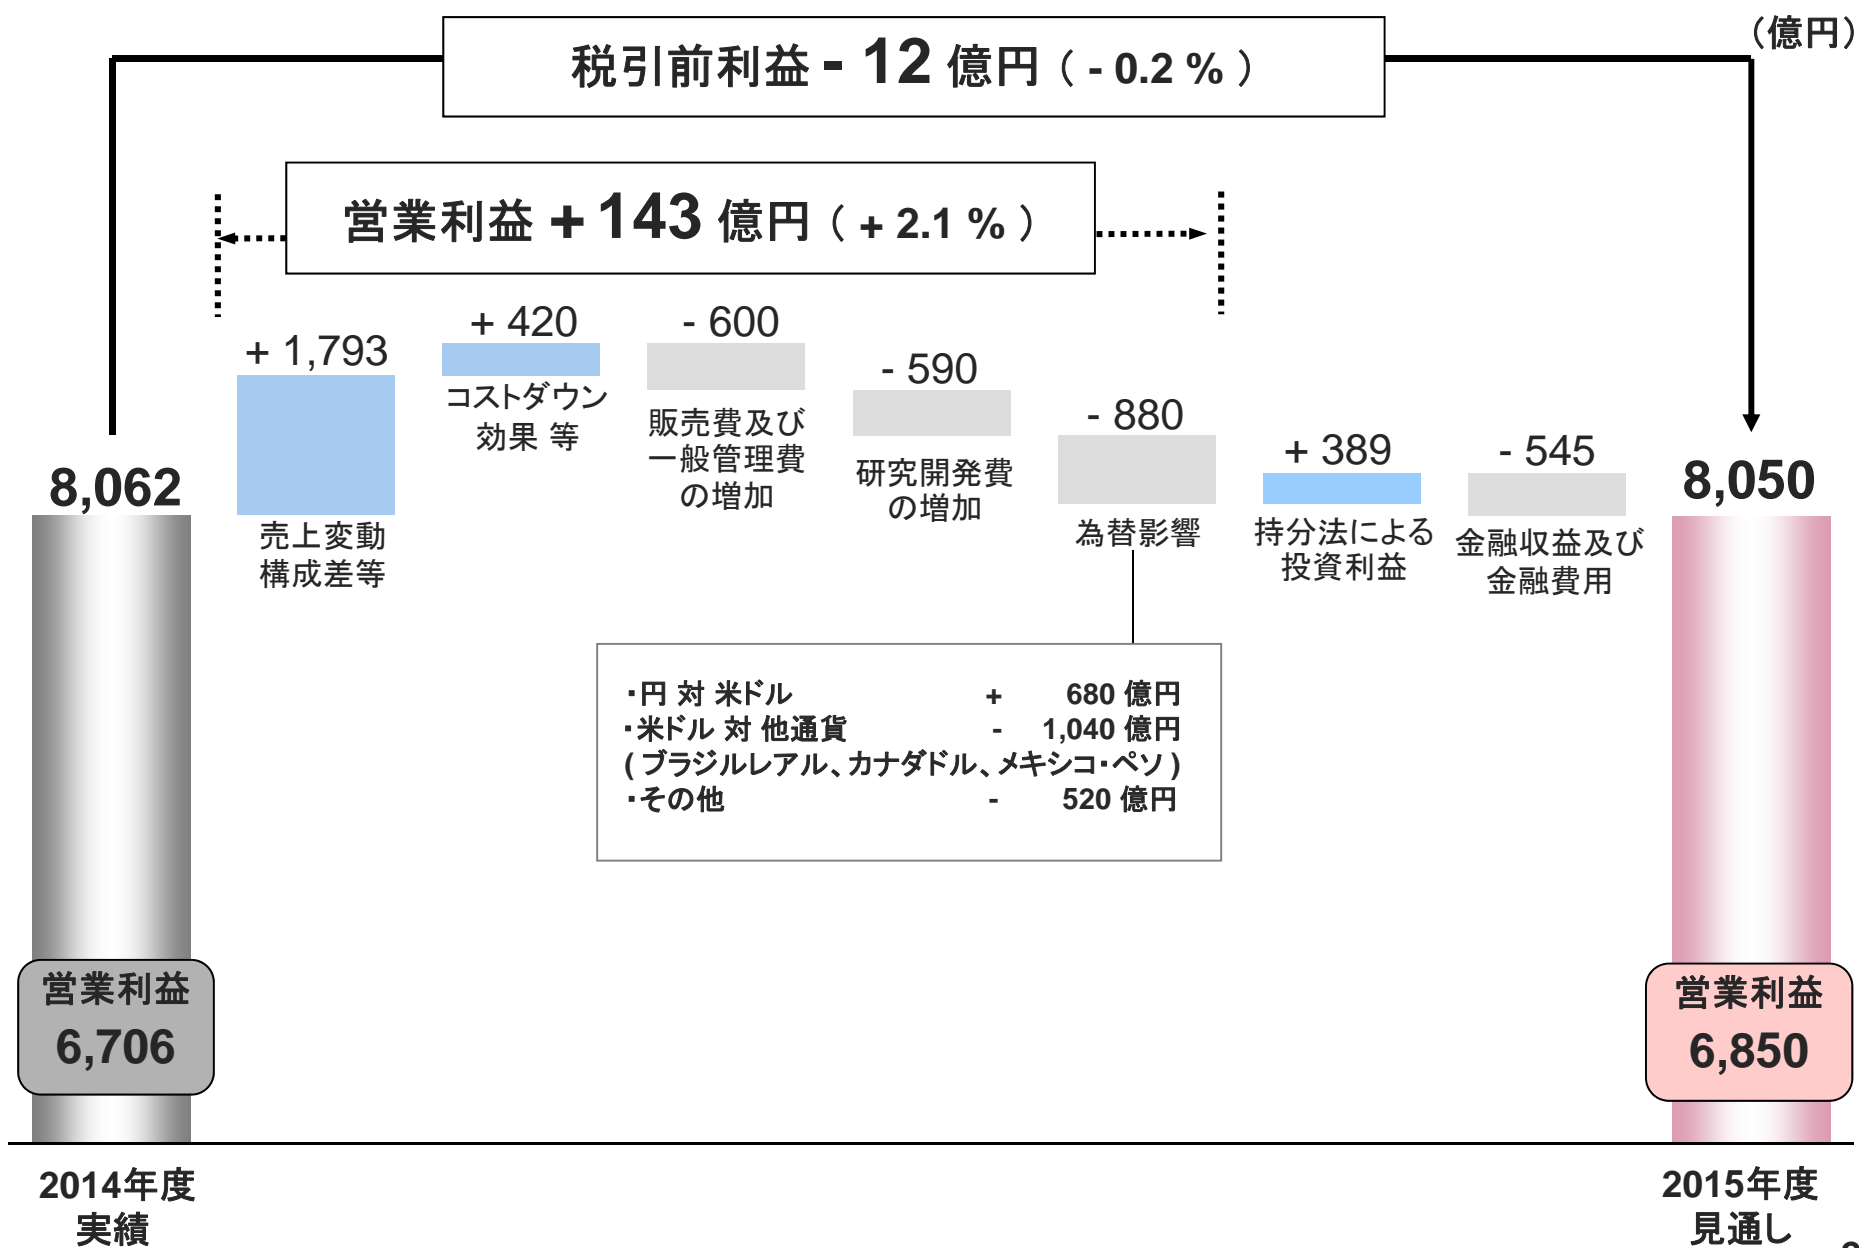 （億円）
税引前利益 - 12 億円（ - 0.2 % ）
営業利益 + 143 億円（ + 2.1 % ）
+ 1,793
売上変動
構成差等
+ 420
コストダウン
効果 等
- 600
販売費及び
一般管理費
の増加
- 590
研究開発費
の増加
- 880
為替影響
+ 389
持分法による
投資利益
- 545
金融収益及び
金融費用
8,062
8,050
・円 対 米ドル + 680 億円
・米ドル 対 他通貨 - 1,040 億円
( ブラジルレアル、カナダドル、メキシコ・ペソ )
・その他 - 520 億円
営業利益
6,706
営業利益
6,850
2014年度
実績
2015年度
見通し